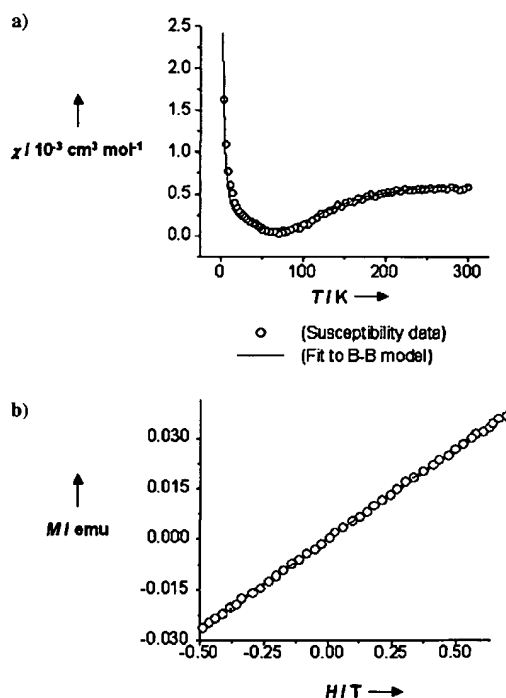 a)
2.5
2.0
1.5
1.0
0.5
0.0
χ / 10⁻³ cm³ mol⁻¹
0 100 200 300
T / K
(Susceptibility data)
(Fit to B-B model)
b)
0.030
0.015
0.000
-0.015
-0.030
M / emu
-0.50 -0.25 0.00 0.25 0.50
H / T